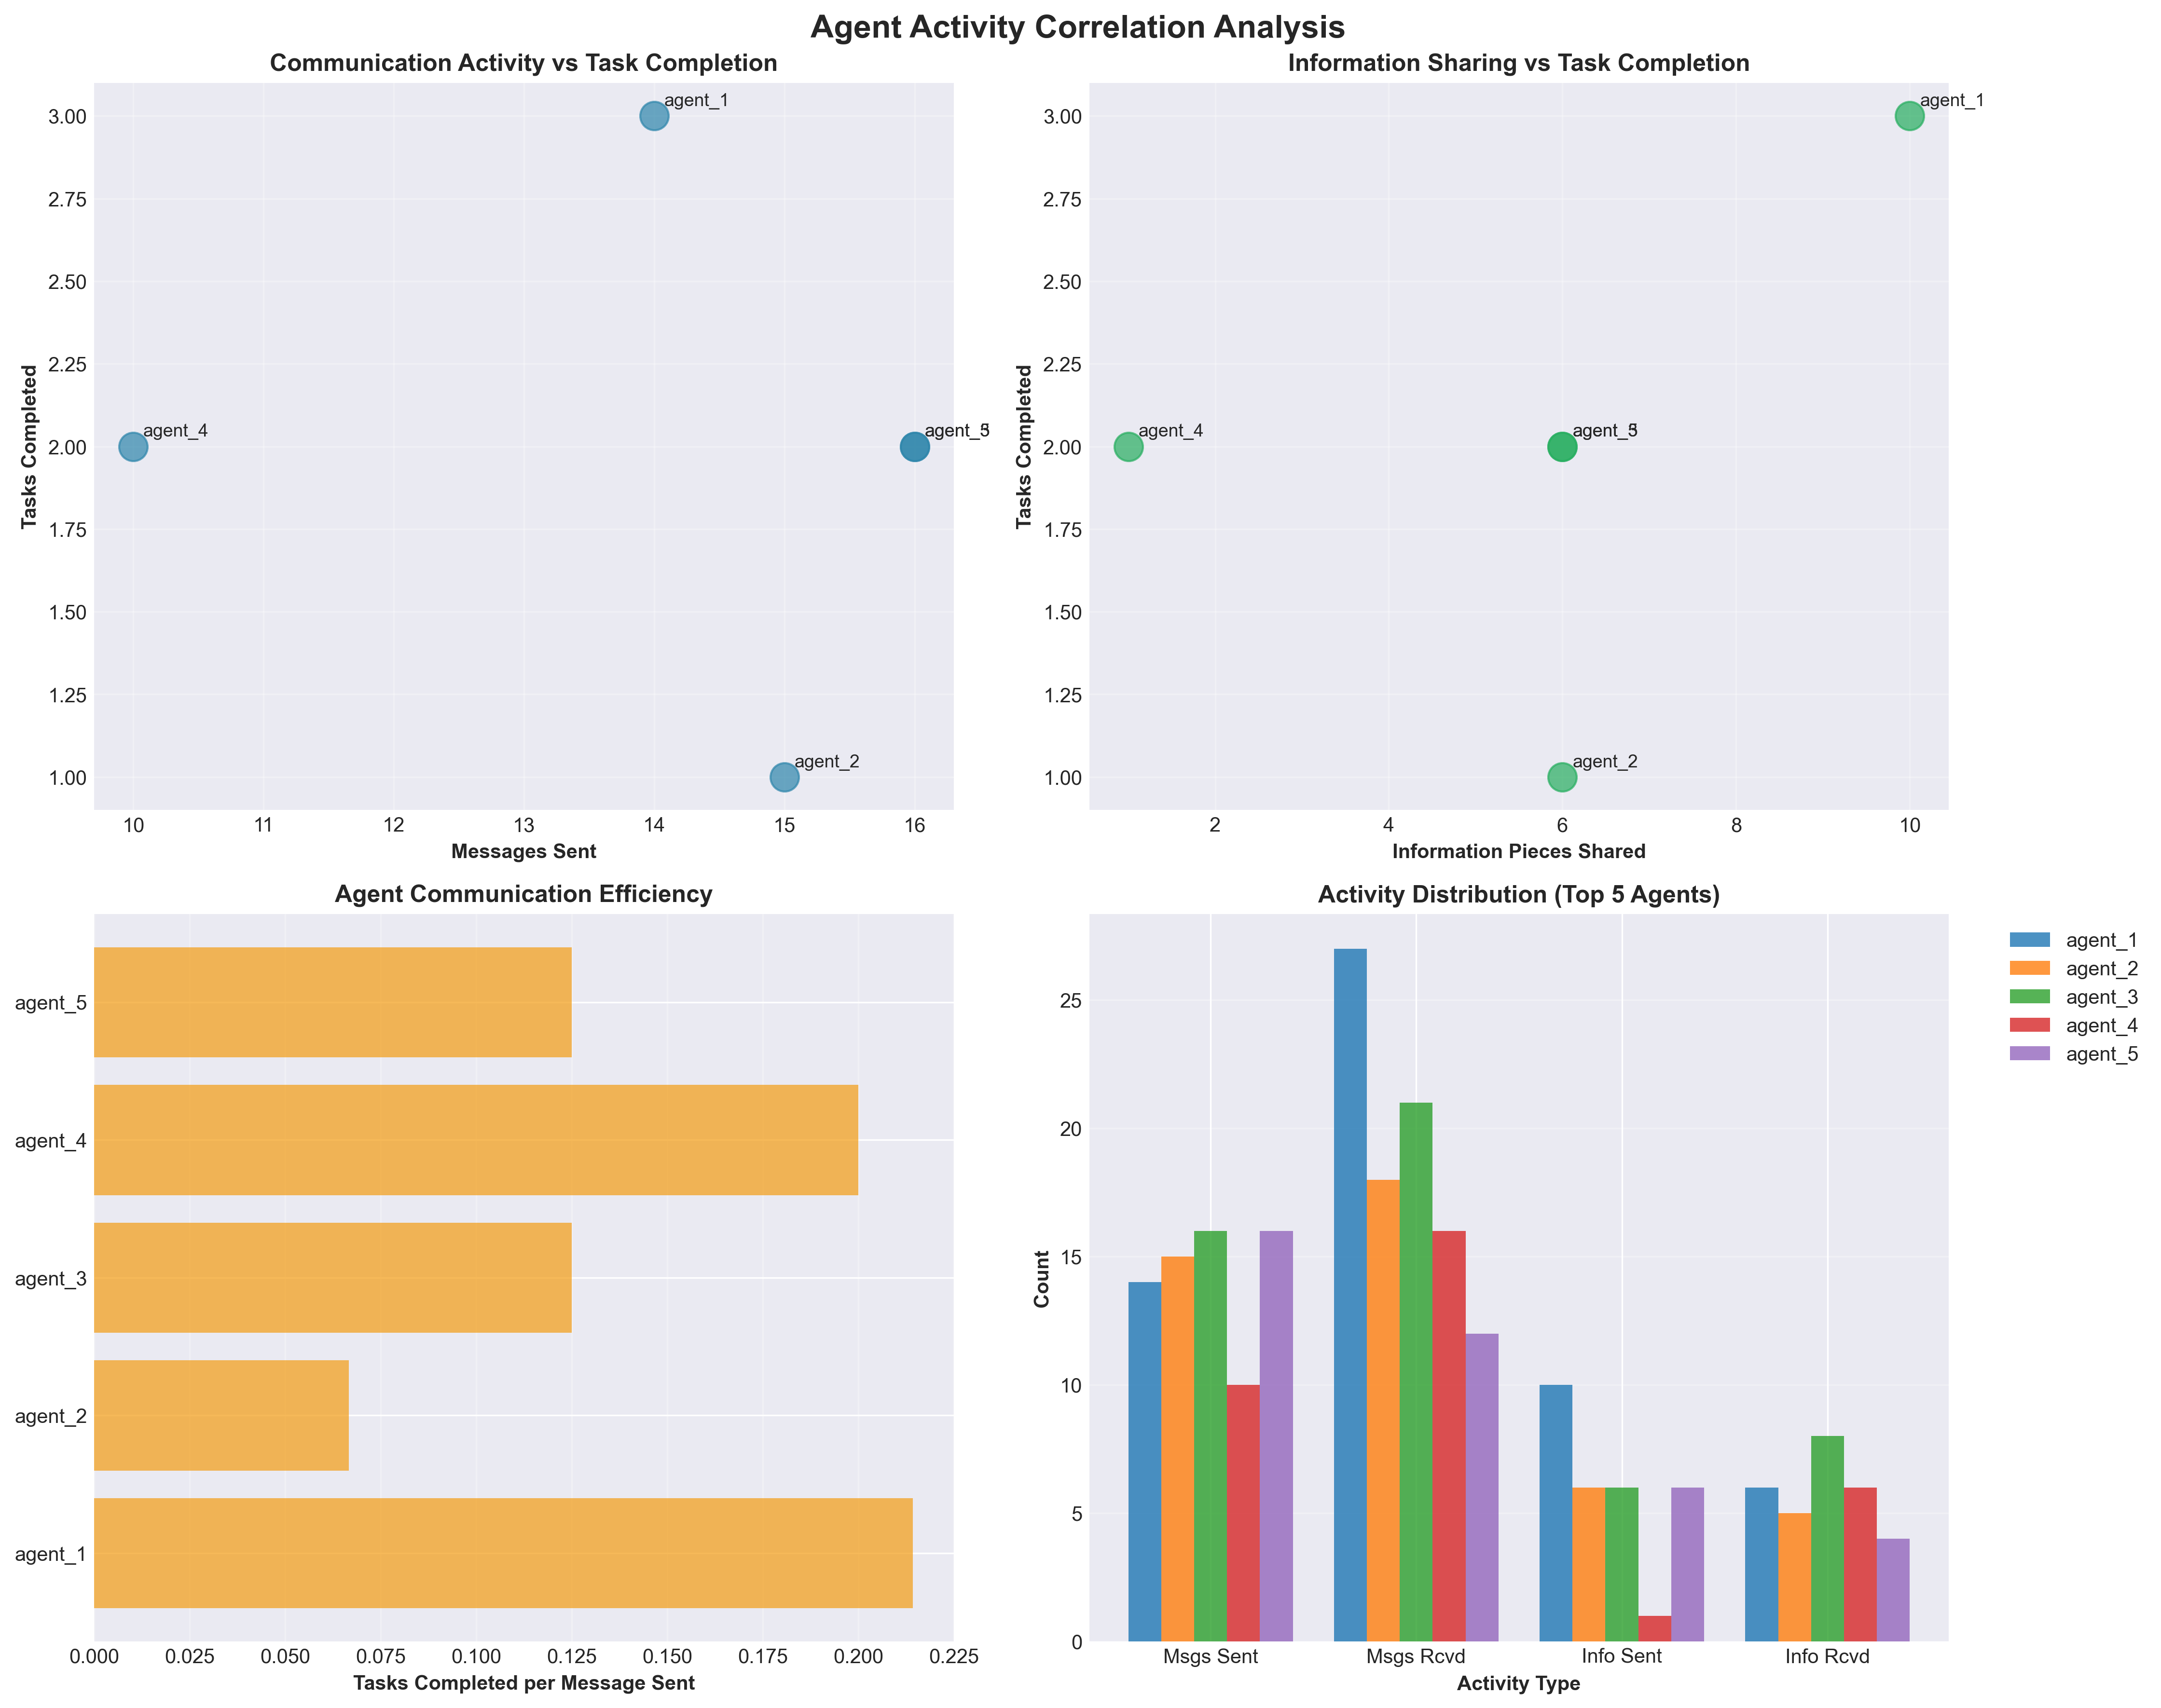 Agent Activity Correlation Analysis
Communication Activity vs Task Completion
Tasks Completed
3.00
2.75
2.50
2.25
2.00
1.75
1.50
1.25
1.00
agent_1
agent_4
agent_2
10 11 12 13 14 15 16
Messages Sent
Information Sharing vs Task Completion
Tasks Completed
3.00
2.75
2.50
2.25
2.00
1.75
1.50
1.25
1.00
agent_1
agent_4
agent_2
2 4 6 8 10
Information Pieces Shared
Agent Communication Efficiency
agent_5
agent_4
agent_3
agent_2
agent_1
0.000 0.025 0.050 0.075 0.100 0.125 0.150 0.175 0.200 0.225
Tasks Completed per Message Sent
Activity Distribution (Top 5 Agents)
Count
25
20
15
10
5
0
Msgs Sent Msgs Rcvd Info Sent Info Rcvd
Activity Type
agent_1
agent_2
agent_3
agent_4
agent_5